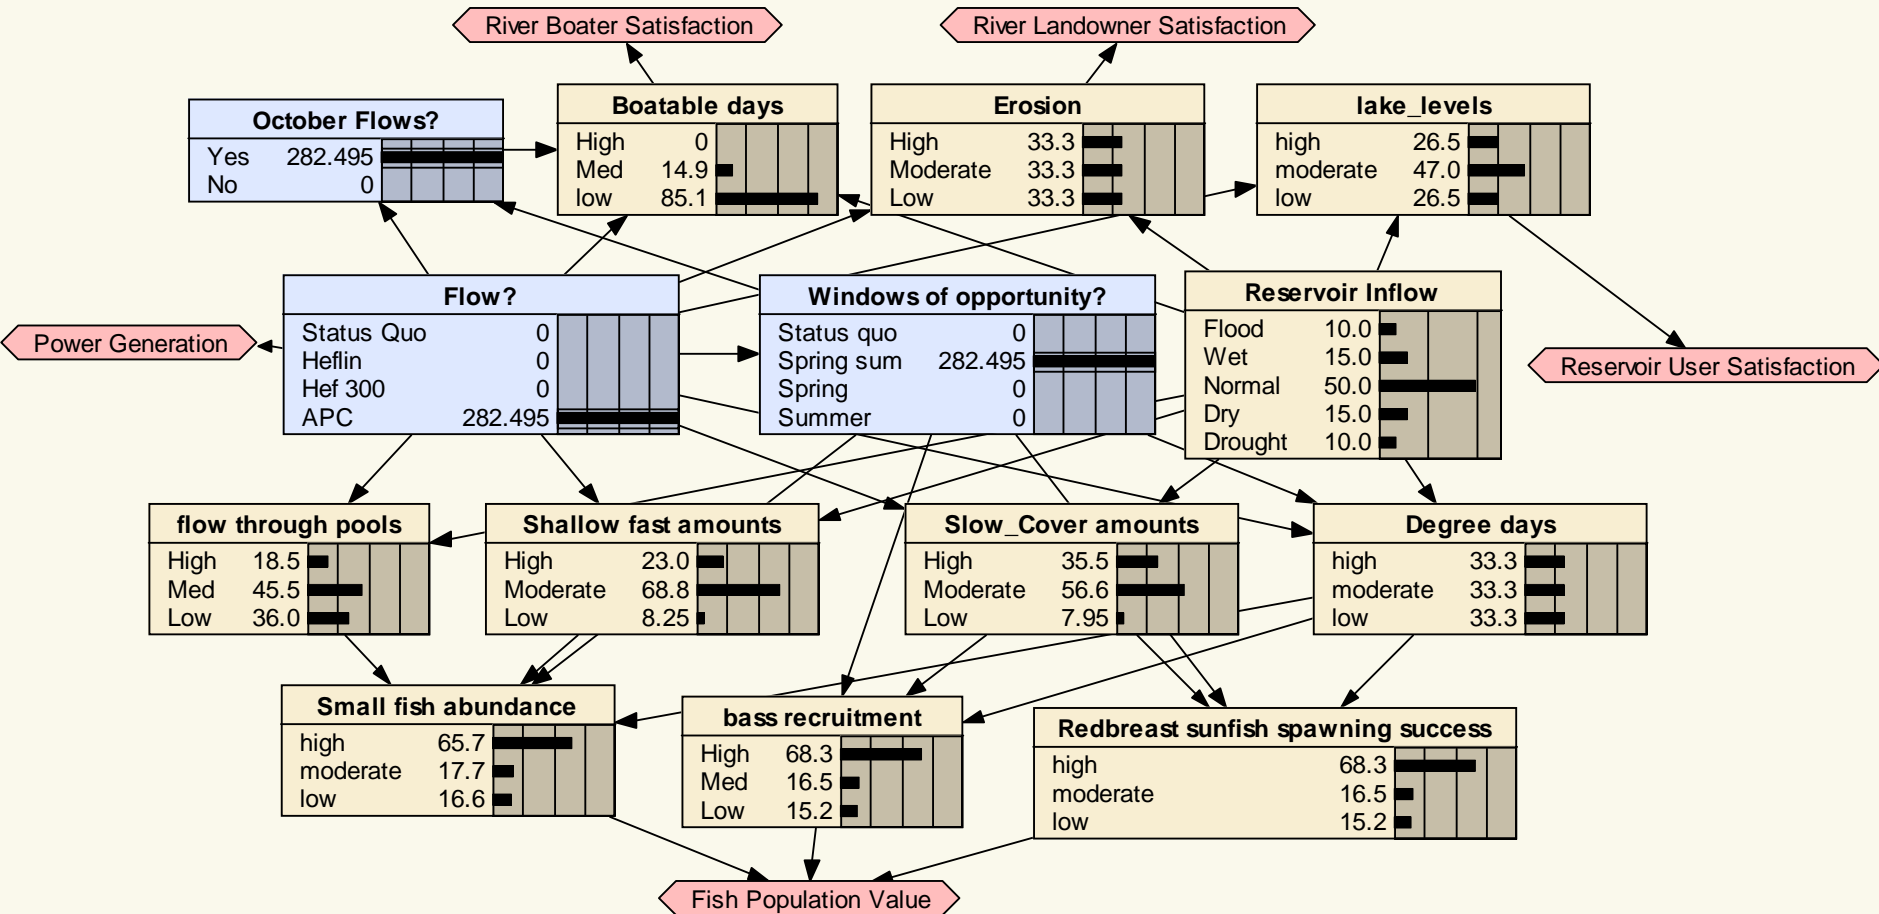 River Boater Satisfaction
River Landowner Satisfaction
October Flows?
Yes 282.495
No 0
Boatable days
High 0
Med 14.9
low 85.1
Erosion
High 33.3
Moderate 33.3
Low 33.3
lake_levels
high 26.5
moderate 47.0
low 26.5
Power Generation
Flow?
Status Quo 0
Heflin 0
Hef 300 0
APC 282.495
Windows of opportunity?
Status quo 0
Spring sum 282.495
Spring 0
Summer 0
Reservoir Inflow
Flood 10.0
Wet 15.0
Normal 50.0
Dry 15.0
Drought 10.0
Reservoir User Satisfaction
flow through pools
High 18.5
Med 45.5
Low 36.0
Shallow fast amounts
High 23.0
Moderate 68.8
Low 8.25
Slow_Cover amounts
High 35.5
Moderate 56.6
Low 7.95
Degree days
high 33.3
moderate 33.3
low 33.3
Small fish abundance
high 65.7
moderate 17.7
low 16.6
bass recruitment
High 68.3
Med 16.5
Low 15.2
Redbreast sunfish spawning success
high 68.3
moderate 16.5
low 15.2
Fish Population Value